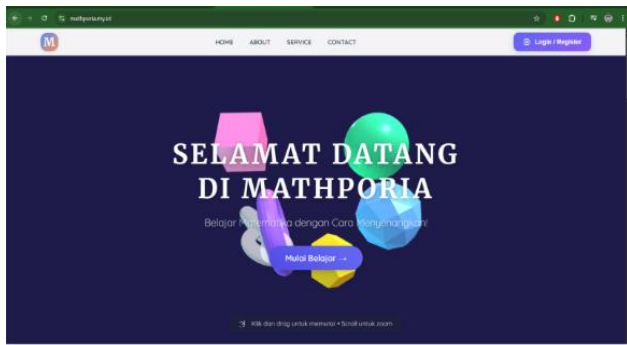 mathporia.my.id
M
HOME ABOUT SERVICE CONTACT
Login / Register
SELAMAT DATANG
DI MATHPORIA
Belajar Matematika dengan Cara Menyenangkan!
Mulai Belajar →
Klik dan drag untuk memutar • Scroll untuk zoom